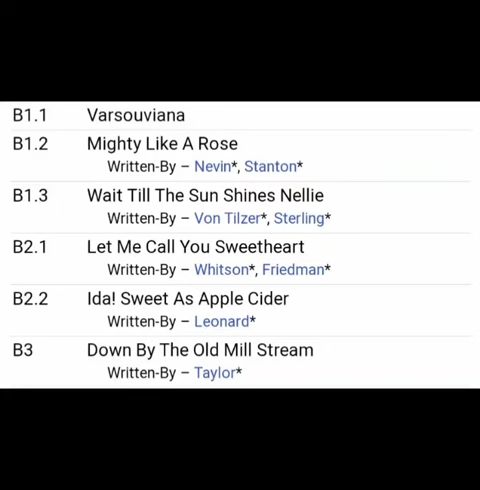 B1.1 Varsouviana
B1.2 Mighty Like A Rose
Written-By – Nevin*, Stanton*
B1.3 Wait Till The Sun Shines Nellie
Written-By – Von Tilzer*, Sterling*
B2.1 Let Me Call You Sweetheart
Written-By – Whitson*, Friedman*
B2.2 Ida! Sweet As Apple Cider
Written-By – Leonard*
B3 Down By The Old Mill Stream
Written-By – Taylor*